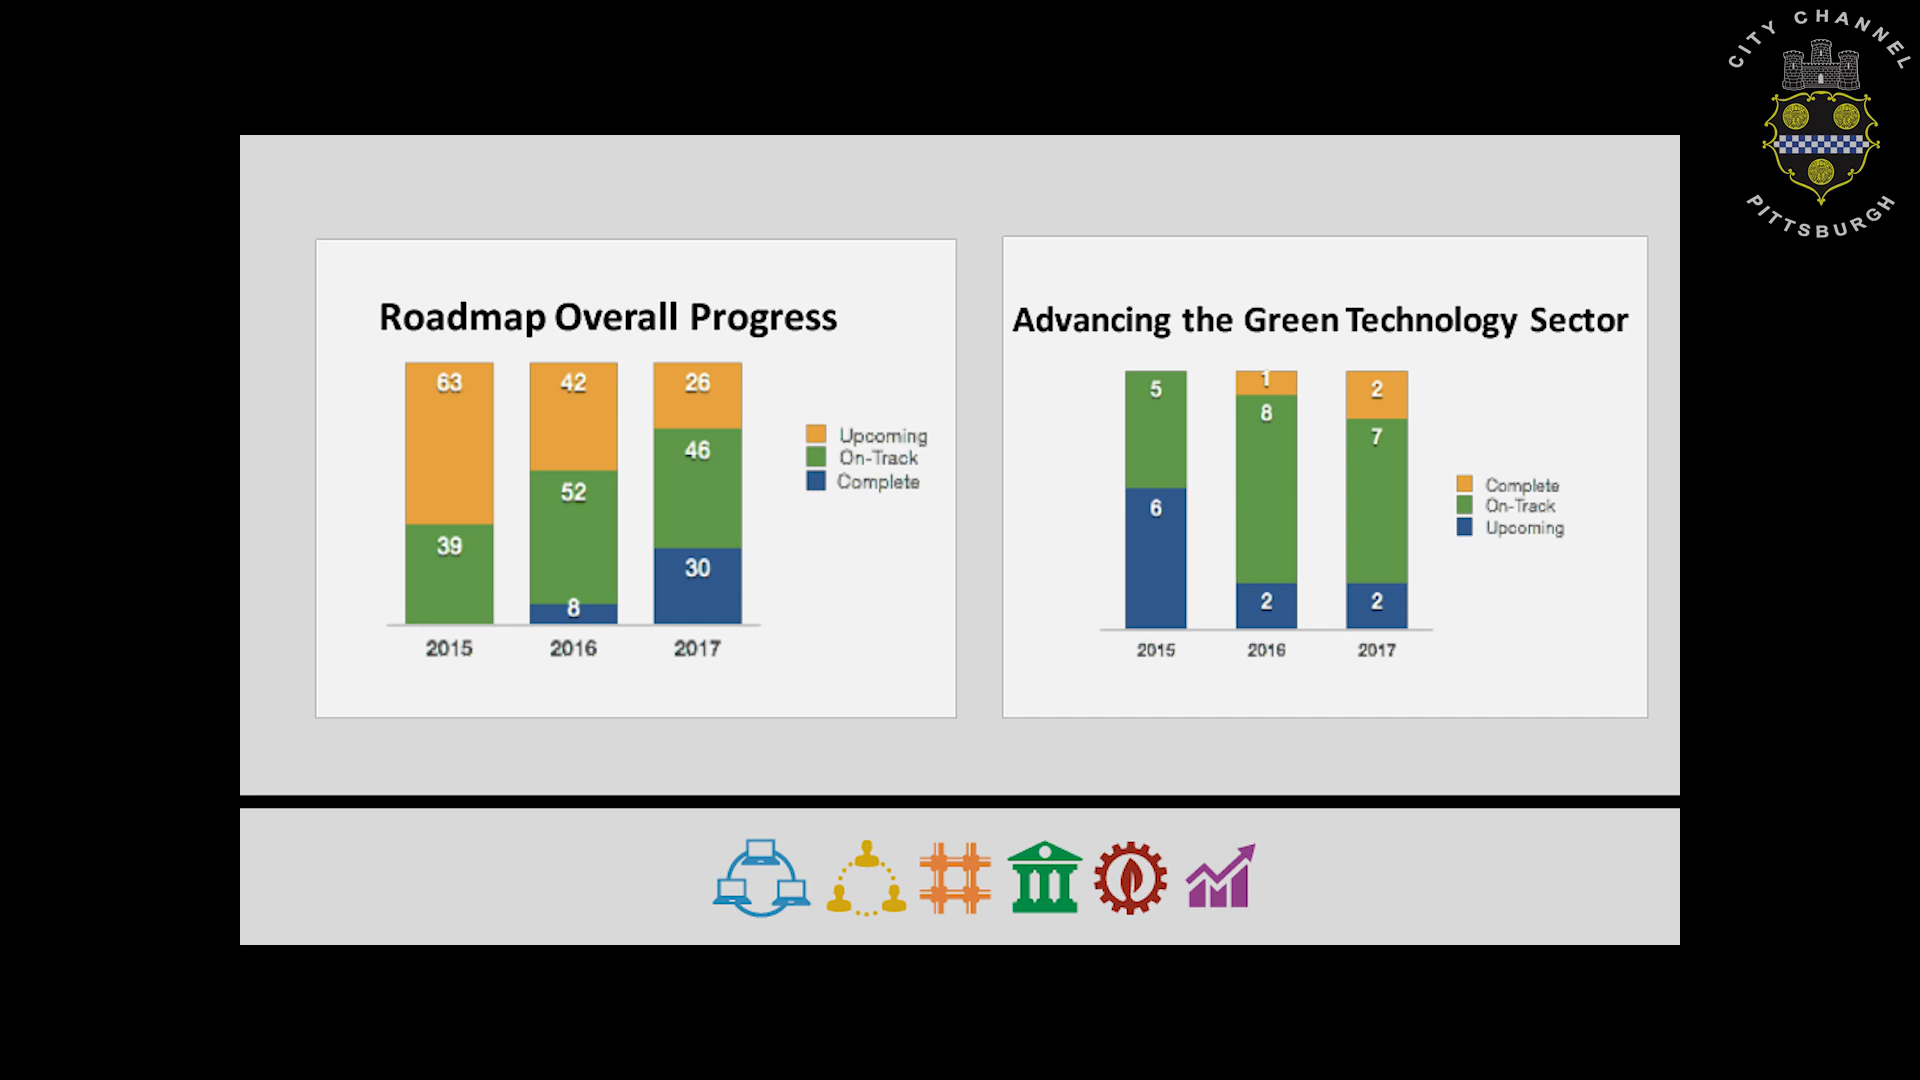 CITY CHANNEL
PITTSBURGH
Roadmap Overall Progress
63 42 26
46
52
39
30
8
2015 2016 2017
Upcoming
On-Track
Complete
Advancing the Green Technology Sector
5 1 2
8
7
6
2 2
2015 2016 2017
Complete
On-Track
Upcoming